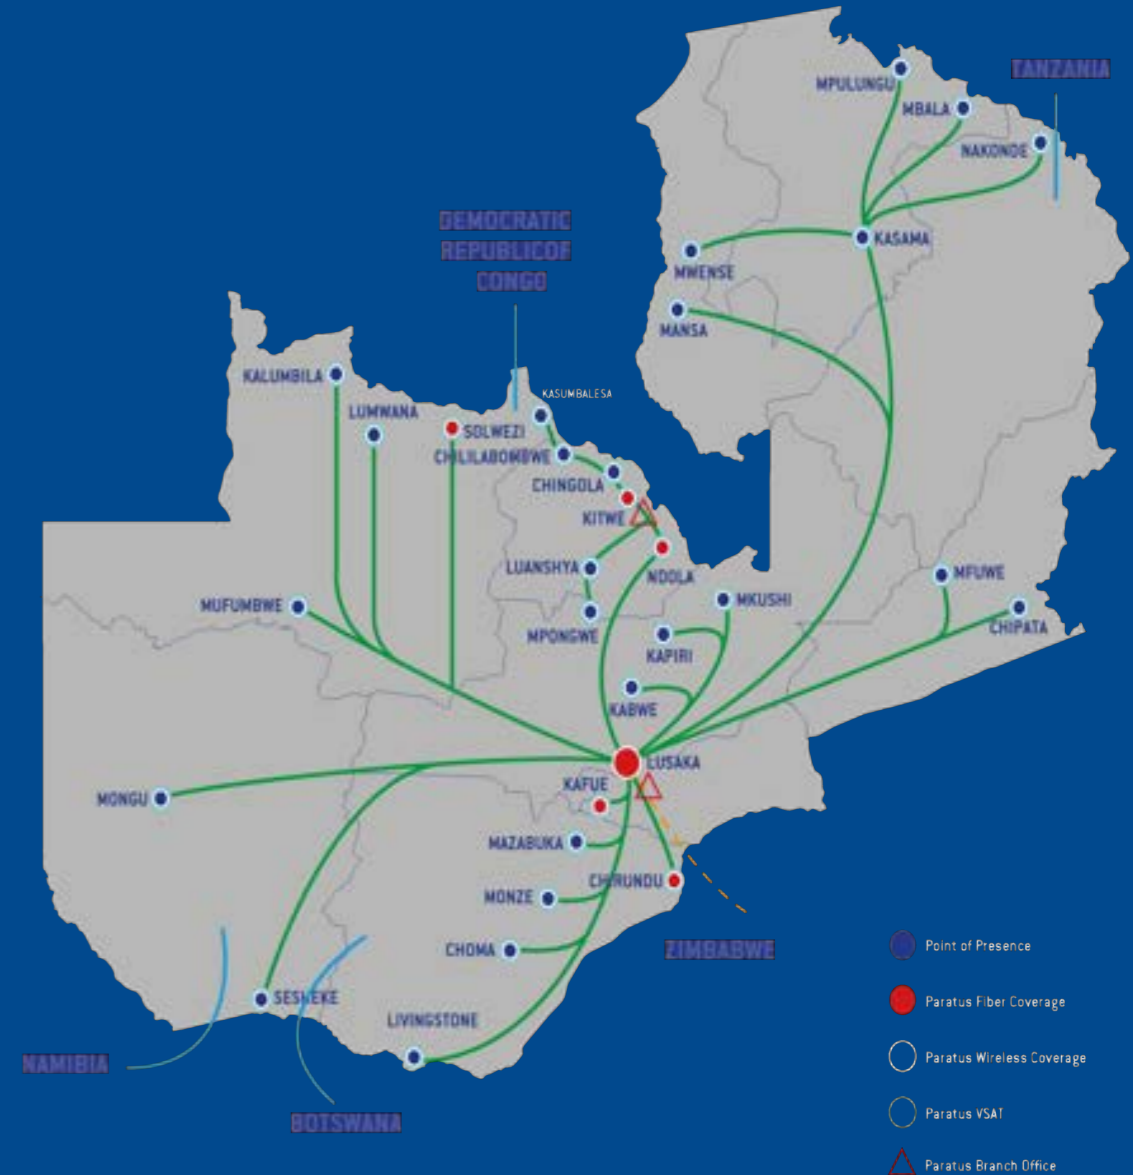 TANZANIA
MPULUNGU
MBALA
NAKONDE
DEMOCRATIC
REPUBLICOF
CONGO
KASAMA
MWENSE
MANSA
KALUMBILA
KASUMBALESA
LUMWANA
SOLWEZI
CHILILABOMBWE
CHINGOLA
KITWE
LUANSHYA
NDOLA
MFUWE
MUFUMBWE
MKUSHI
MPONGWE
CHIPATA
KAPIRI
KABWE
LUSAKA
KAFUE
MONGU
MAZABUKA
CHIRUNDU
MONZE
CHOMA
ZIMBABWE
SESHEKE
LIVINGSTONE
NAMIBIA
BOTSWANA
Point of Presence
Paratus Fiber Coverage
Paratus Wireless Coverage
Paratus VSAT
Paratus Branch Office